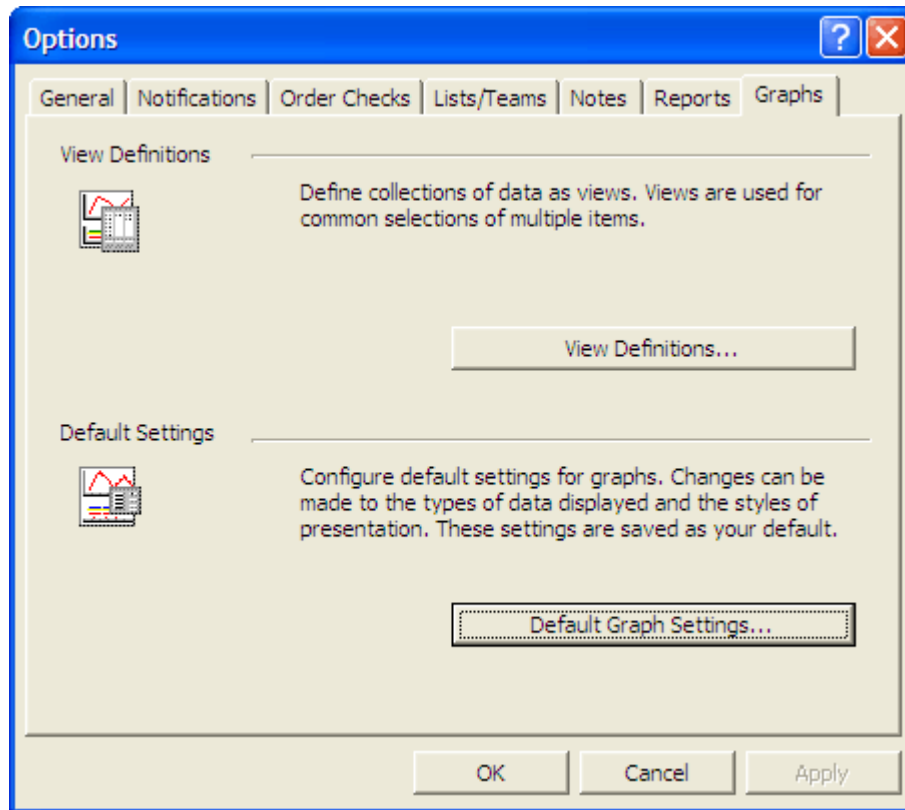 Options
General Notifications Order Checks Lists/Teams Notes Reports Graphs
View Definitions
Define collections of data as views. Views are used for
common selections of multiple items.
View Definitions...
Default Settings
Configure default settings for graphs. Changes can be
made to the types of data displayed and the styles of
presentation. These settings are saved as your default.
Default Graph Settings...
OK Cancel Apply